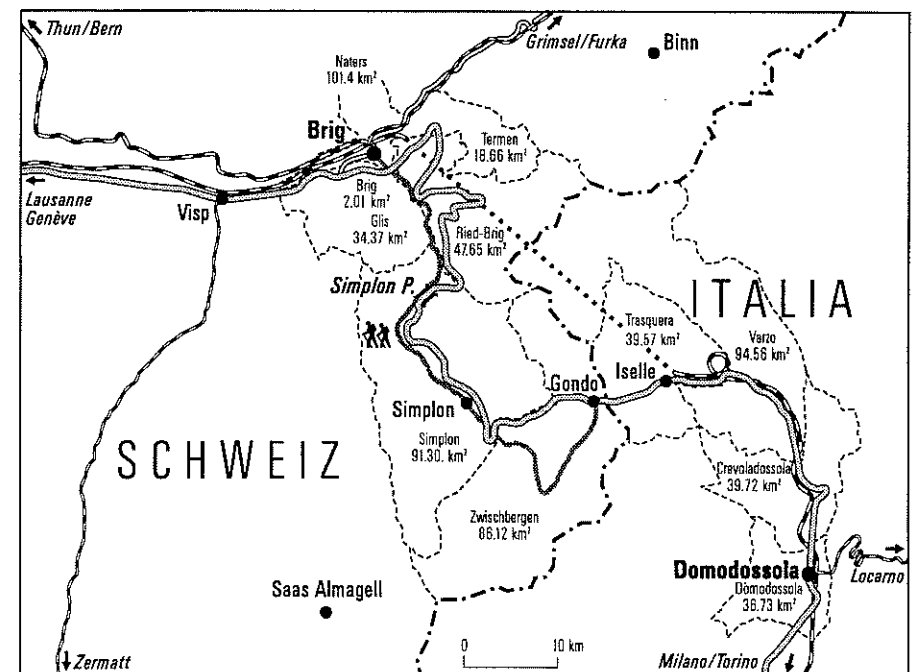 Thun/Bern
Grimsel/Furka
Binn
Naters
101.4 km²
Brig
Termen
18.66 km²
Lausanne
Genève
Visp
Brig
2.01 km²
Glis
34.37 km²
Ried-Brig
47.65 km²
Simplon P.
ITALIA
Trasquera
39.57 km²
Varzo
94.56 km²
Gondo
Iselle
Simplon
SCHWEIZ
Simplon
91.30. km²
Crevoladossola
39.72 km²
Zwischbergen
86.12 km²
Domodossola
Domodossola
36.73 km²
Locarno
Saas Almagell
0 10 km
Zermatt
Milano/Torino